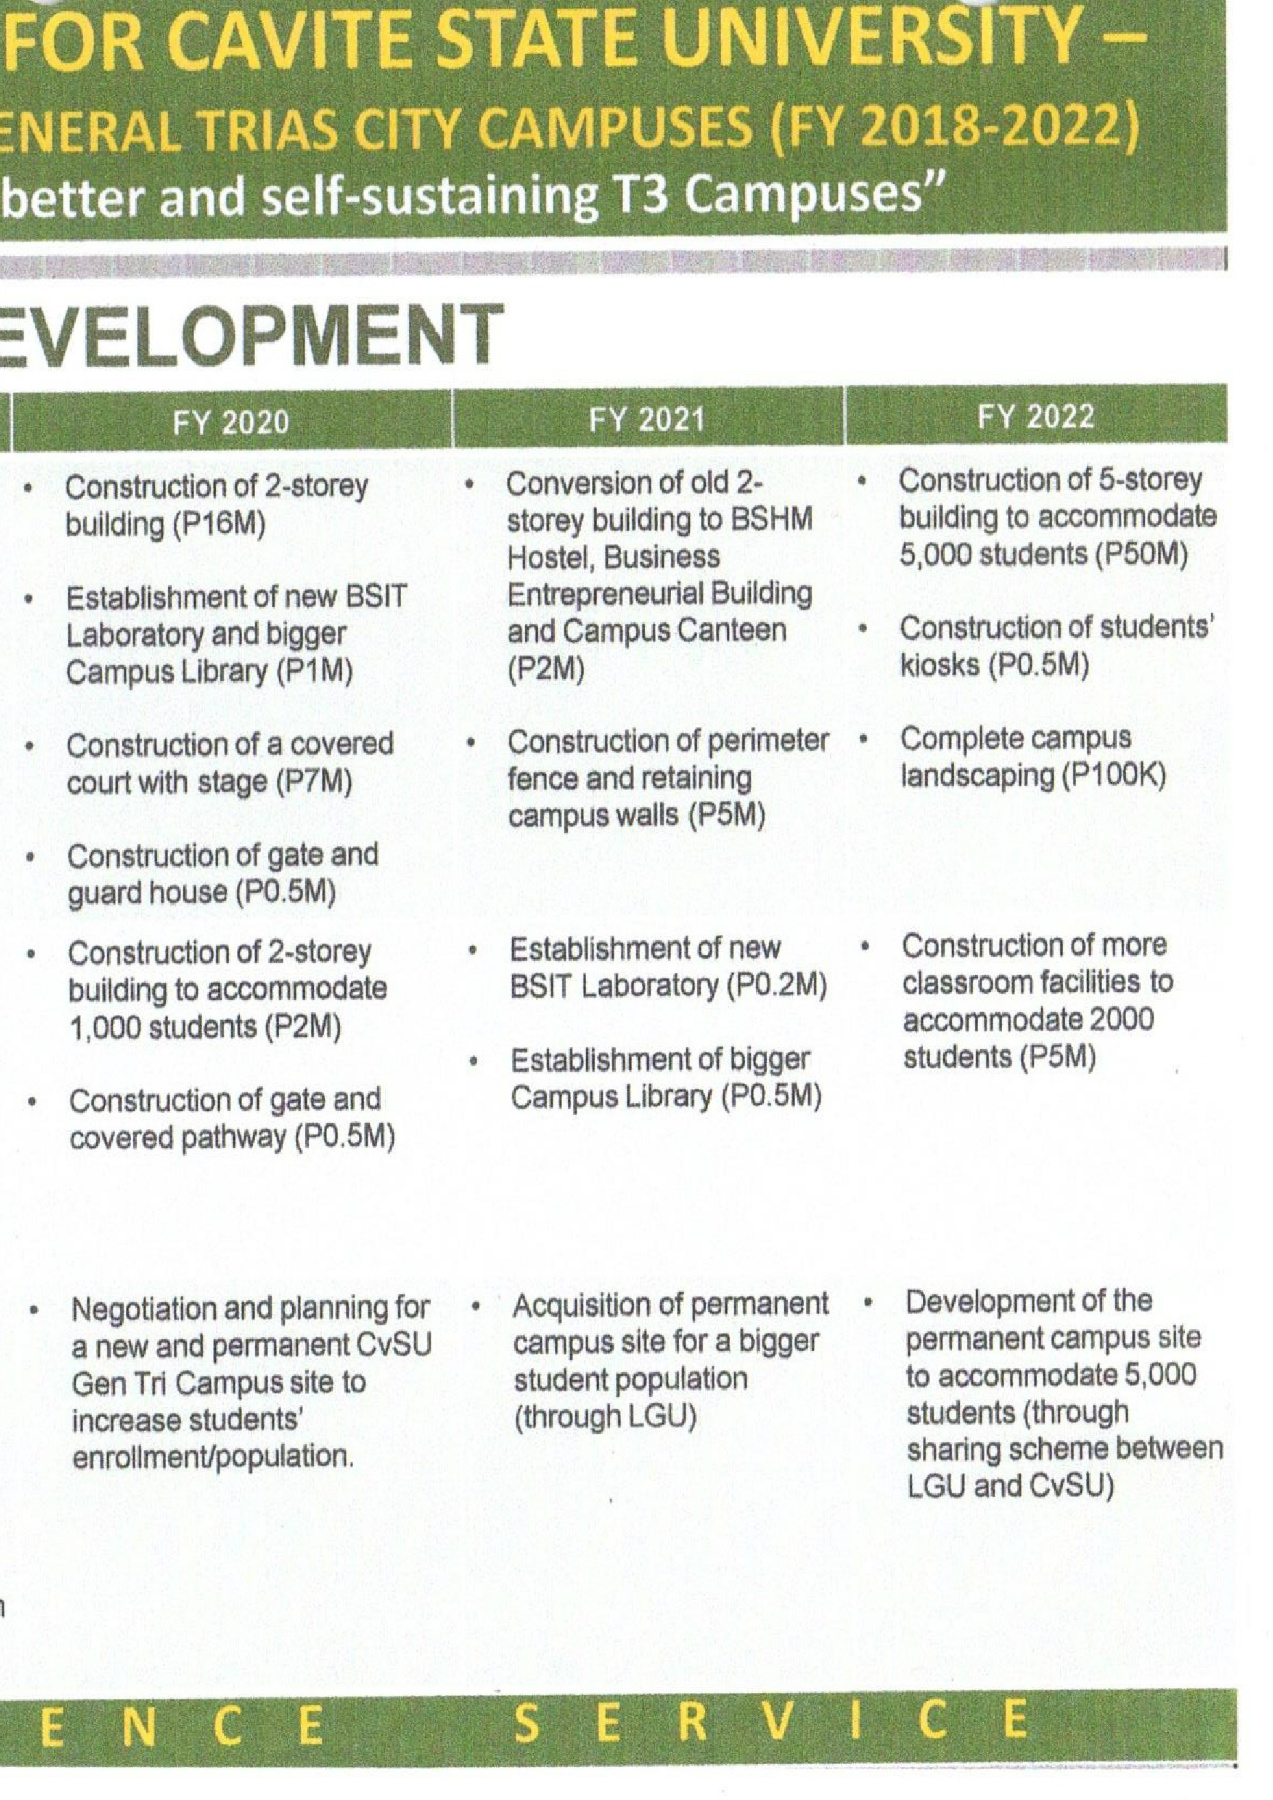 FOR CAVITE STATE UNIVERSITY –
ENERAL TRIAS CITY CAMPUSES (FY 2018-2022)
better and self-sustaining T3 Campuses”
EVELOPMENT
FY 2020
FY 2021
FY 2022
• Construction of 2-storey
building (P16M)
• Establishment of new BSIT
Laboratory and bigger
Campus Library (P1M)
• Construction of a covered
court with stage (P7M)
• Construction of gate and
guard house (P0.5M)
• Conversion of old 2-
storey building to BSHM
Hostel, Business
Entrepreneurial Building
and Campus Canteen
(P2M)
• Construction of perimeter
fence and retaining
campus walls (P5M)
• Construction of 5-storey
building to accommodate
5,000 students (P50M)
• Construction of students’
kiosks (P0.5M)
• Complete campus
landscaping (P100K)
• Construction of 2-storey
building to accommodate
1,000 students (P2M)
• Construction of gate and
covered pathway (P0.5M)
• Establishment of new
BSIT Laboratory (P0.2M)
• Establishment of bigger
Campus Library (P0.5M)
• Construction of more
classroom facilities to
accommodate 2000
students (P5M)
• Negotiation and planning for
a new and permanent CvSU
Gen Tri Campus site to
increase students’
enrollment/population.
• Acquisition of permanent
campus site for a bigger
student population
(through LGU)
• Development of the
permanent campus site
to accommodate 5,000
students (through
sharing scheme between
LGU and CvSU)
E N C E S E R V I C E